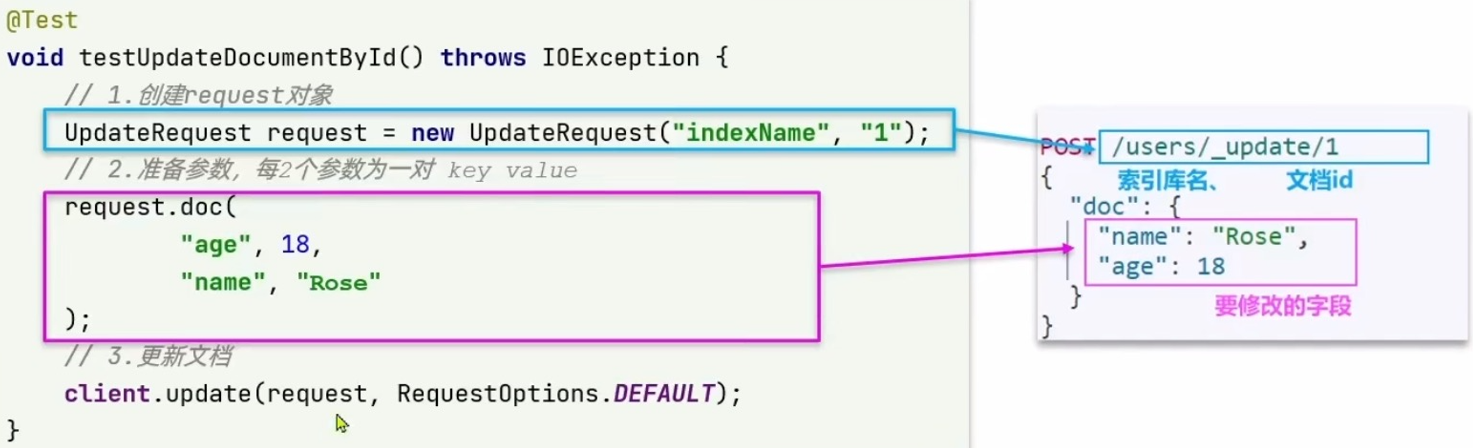 @Test
void testUpdateDocumentById() throws IOException {
// 1.创建request对象
UpdateRequest request = new UpdateRequest("indexName", "1");
// 2.准备参数，每2个参数为一对 key value
request.doc(
"age", 18,
"name", "Rose"
);
// 3.更新文档
client.update(request, RequestOptions.DEFAULT);
}
POST /users/_update/1
{ 索引库名、 文档id
"doc": {
"name": "Rose",
"age": 18
}
要修改的字段
}